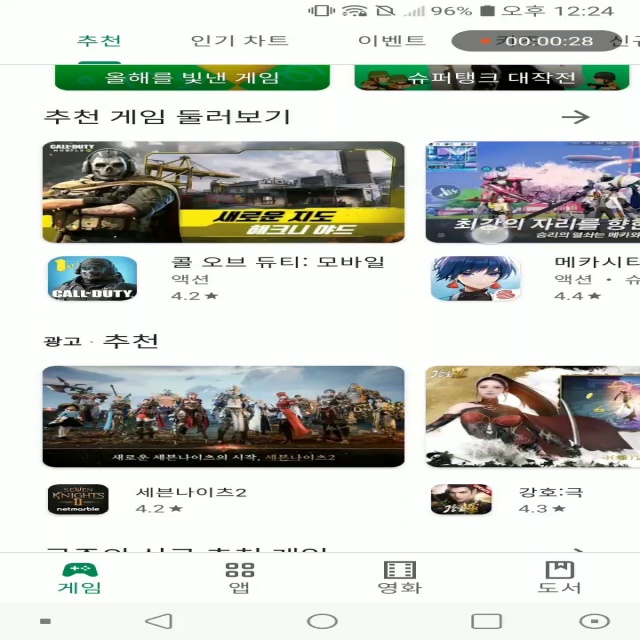 96% 오후 12:24
추천 인기 차트 이벤트 00:00:28
올해를 빛낸 게임 슈퍼탱크 대작전
추천 게임 둘러보기
CALL OF DUTY
MOBILE
새로운 지도
해크니 야드
최강의 자리를 향한
승리의 열쇠는 메카와
콜 오브 듀티: 모바일
액션
4.2★
CALL OF DUTY
메카시티
액션 · 슈
4.4★
광고 · 추천
새로운 세븐나이츠의 시작, 세븐나이츠2
세븐나이츠2
4.2★
SEVEN
KNIGHTS
II
netmarble
강호:극
4.3★
게임 앱 영화 도서